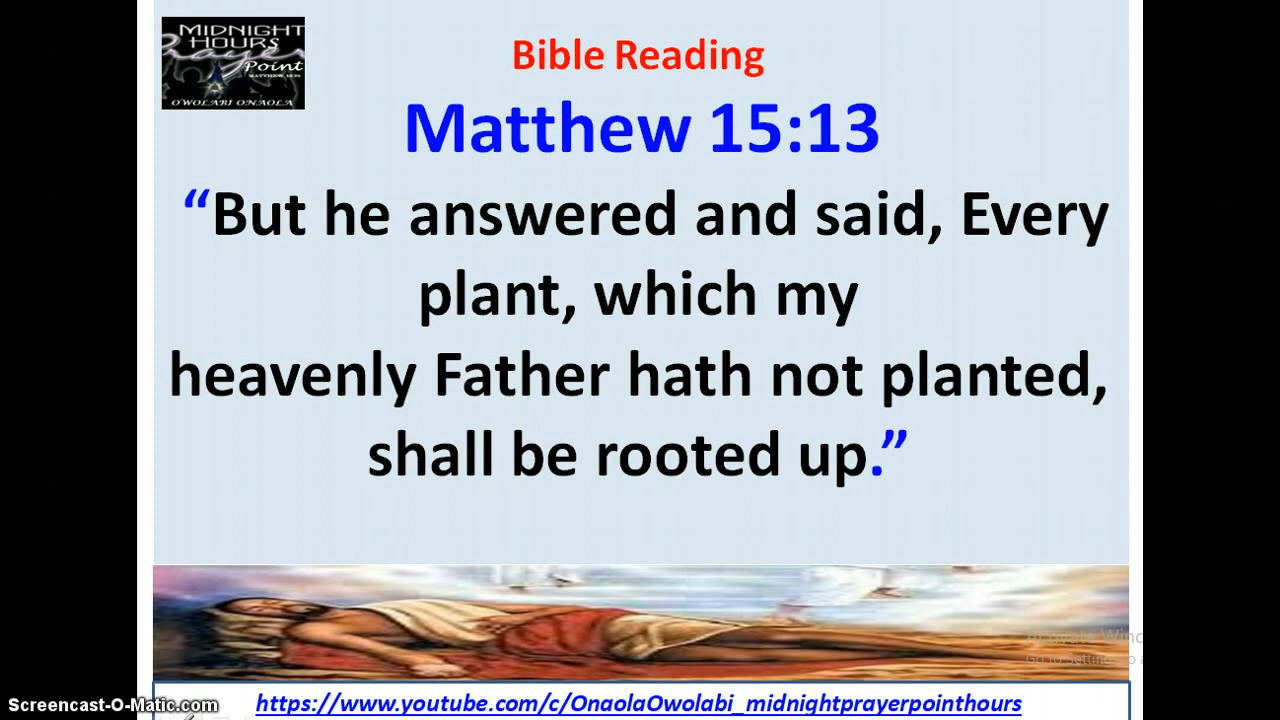 MIDNIGHT
HOURS
Prayer
Point
OWOLABI ONAOLA
Bible Reading
Matthew 15:13
“But he answered and said, Every
plant, which my
heavenly Father hath not planted,
shall be rooted up.”
Screencast-O-Matic.com
https://www.youtube.com/c/OnaolaOwolabi_midnightprayerpointhours